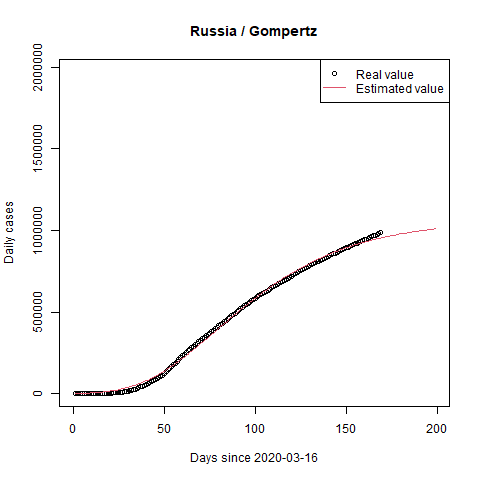 Russia / Gompertz
Real value
Estimated value
Daily cases
0
500000
1000000
1500000
2000000
0
50
100
150
200
Days since 2020-03-16